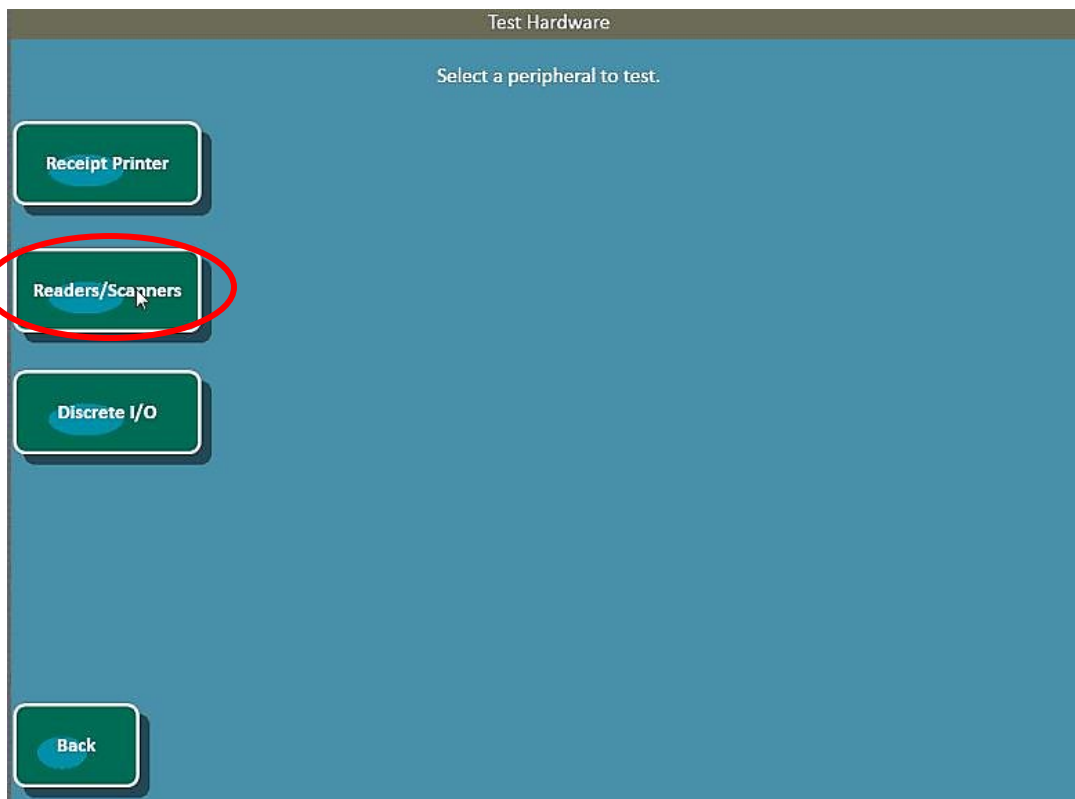 Test Hardware
Select a peripheral to test.
Receipt Printer
Readers/Scanners
Discrete I/O
Back